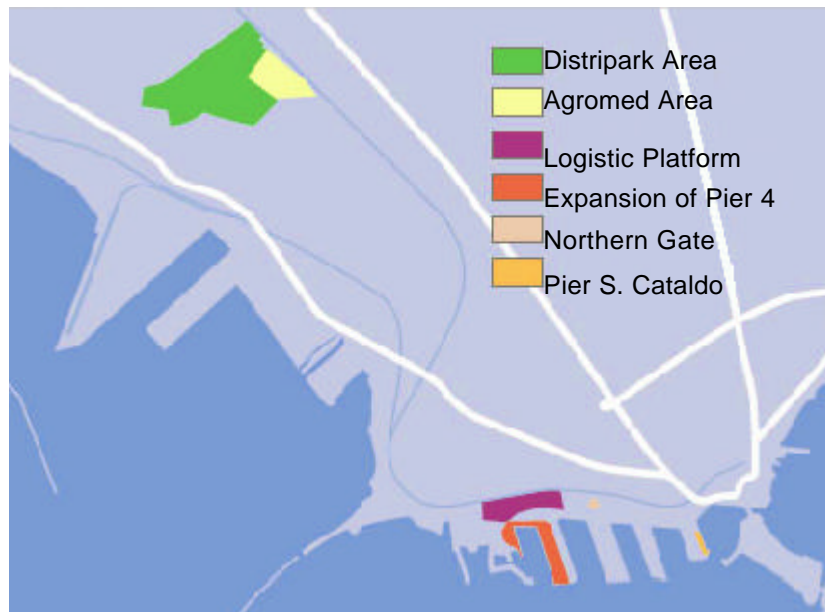 Distripark Area
Agromed Area
Logistic Platform
Expansion of Pier 4
Northern Gate
Pier S. Cataldo